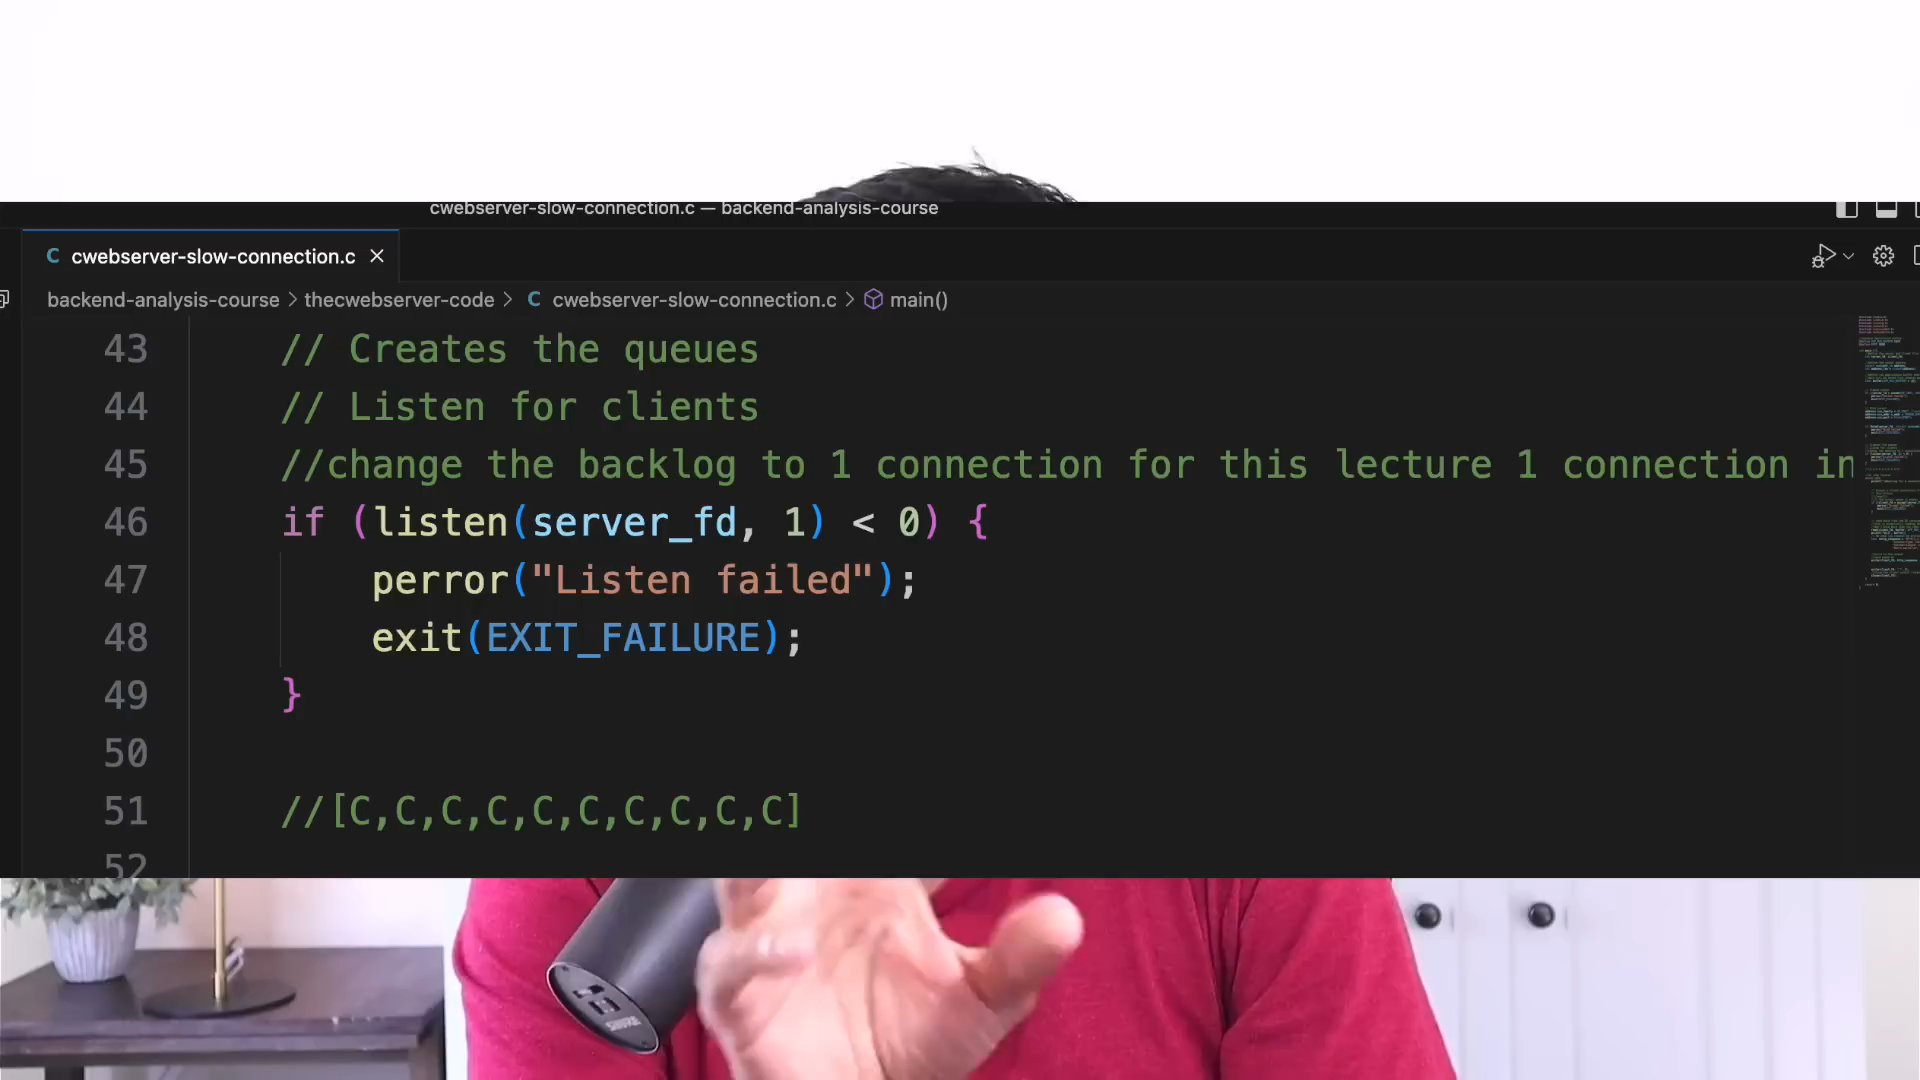 cwebserver-slow-connection.c — backend-analysis-course
C cwebserver-slow-connection.c
backend-analysis-course > thecwebserver-code > C cwebserver-slow-connection.c > main()
43 // Creates the queues
44 // Listen for clients
45 //change the backlog to 1 connection for this lecture 1 connection in
46 if (listen(server_fd, 1) < 0) {
47 perror("Listen failed");
48 exit(EXIT_FAILURE);
49 }
50
51 //[C,C,C,C,C,C,C,C,C,C]
52
SHURE